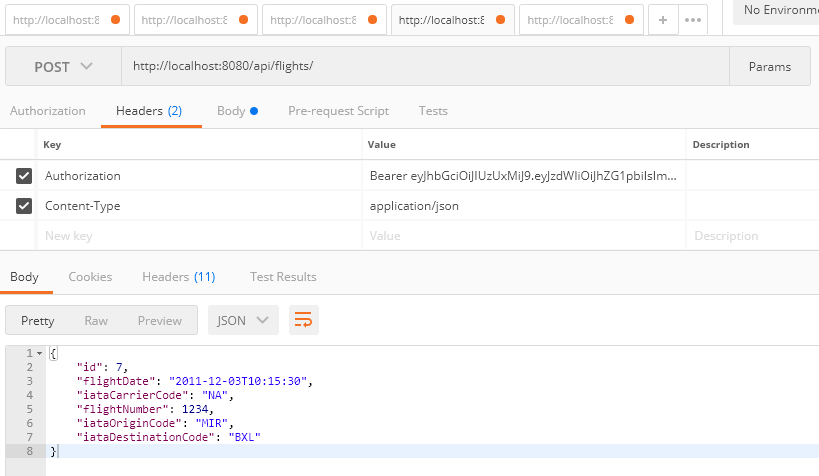 http://localhost:8 http://localhost:8 http://localhost:8 http://localhost:8 http://localhost:8 + ••• No Environm
POST http://localhost:8080/api/flights/ Params
Authorization Headers (2) Body Pre-request Script Tests
Key Value Description
Authorization Bearer eyJhbGciOiJIUzUxMiJ9.eyJzdWIiOiJhZG1pbiIsIm...
Content-Type application/json
New key Value Description
Body Cookies Headers (11) Test Results
Pretty Raw Preview JSON
1 {
2 "id": 7,
3 "flightDate": "2011-12-03T10:15:30",
4 "iataCarrierCode": "NA",
5 "flightNumber": 1234,
6 "iataOriginCode": "MIR",
7 "iataDestinationCode": "BXL"
8 }